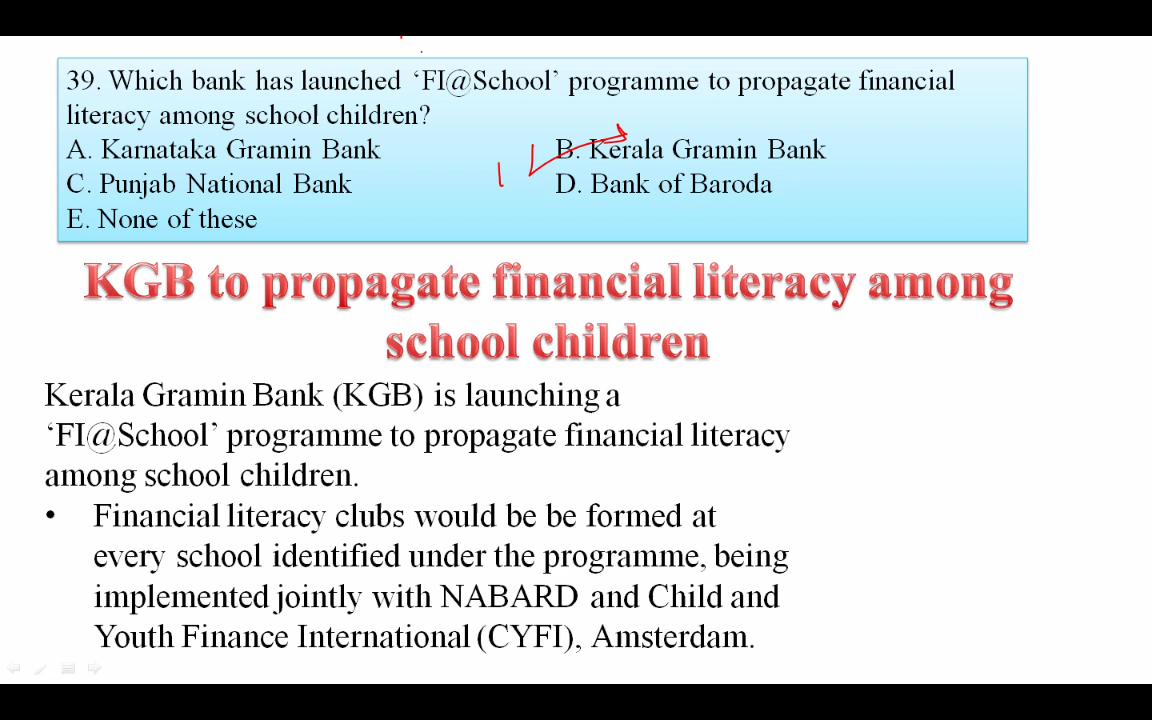 39. Which bank has launched ‘FI@School’ programme to propagate financial
literacy among school children?
A. Karnataka Gramin Bank B. Kerala Gramin Bank
C. Punjab National Bank D. Bank of Baroda
E. None of these
KGB to propagate financial literacy among
school children
Kerala Gramin Bank (KGB) is launching a
‘FI@School’ programme to propagate financial literacy
among school children.
• Financial literacy clubs would be be formed at
every school identified under the programme, being
implemented jointly with NABARD and Child and
Youth Finance International (CYFI), Amsterdam.